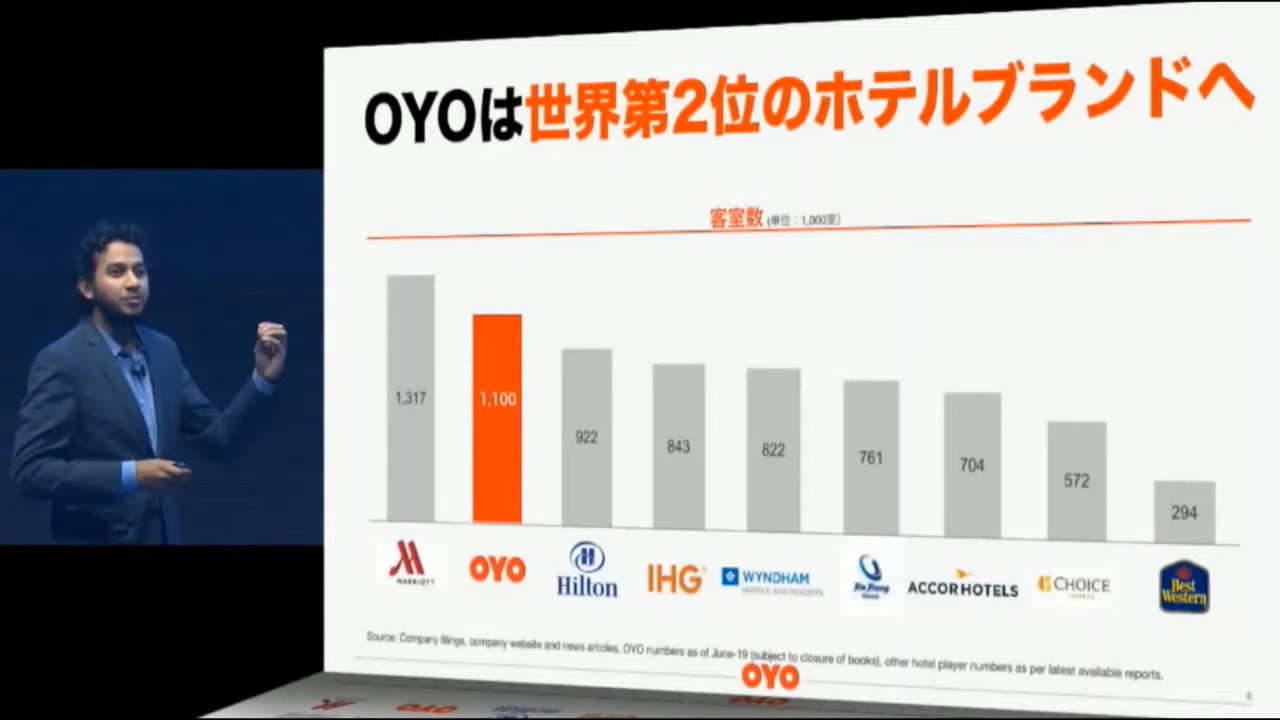 OYOは世界第2位のホテルブランドへ
客室数 (単位：1,000室)
1,317
1,100
922
843
822
761
704
572
294
MARRIOTT
OYO
Hilton
IHG
WYNDHAM
HOTELS AND RESORTS
Jin Jiang
ACCORHOTELS
CHOICE
HOTELS
Best
Western
Source: Company filings, company website and news articles, OYO numbers as of June-19 (subject to closure of books), other hotel player numbers as per latest available reports.
OYO
6